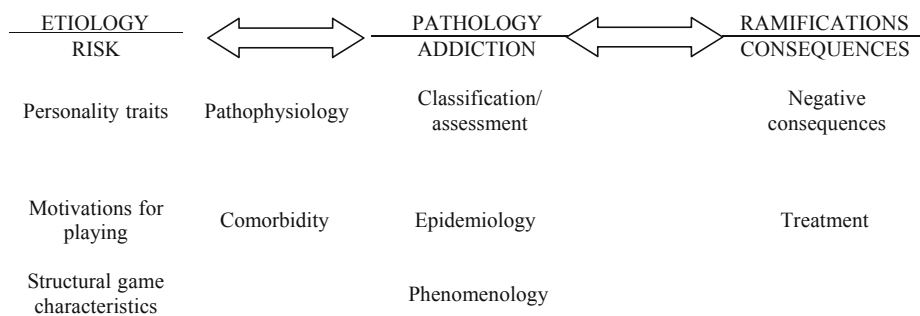 ETIOLOGY
RISK
PATHOLOGY
ADDICTION
RAMIFICATIONS
CONSEQUENCES
Personality traits
Pathophysiology
Classification/
assessment
Negative
consequences
Motivations for
playing
Comorbidity
Epidemiology
Treatment
Structural game
characteristics
Phenomenology